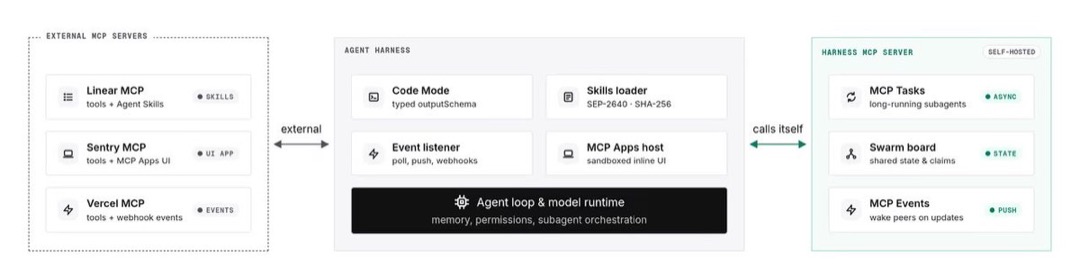 EXTERNAL MCP SERVERS
Linear MCP
tools + Agent Skills
SKILLS
Sentry MCP
tools + MCP Apps UI
UI APP
Vercel MCP
tools + webhook events
EVENTS
external
AGENT HARNESS
Code Mode
typed outputSchema
Skills loader
SEP-2640 · SHA-256
Event listener
poll, push, webhooks
MCP Apps host
sandboxed inline UI
Agent loop & model runtime
memory, permissions, subagent orchestration
calls itself
HARNESS MCP SERVER
SELF-HOSTED
MCP Tasks
long-running subagents
ASYNC
Swarm board
shared state & claims
STATE
MCP Events
wake peers on updates
PUSH